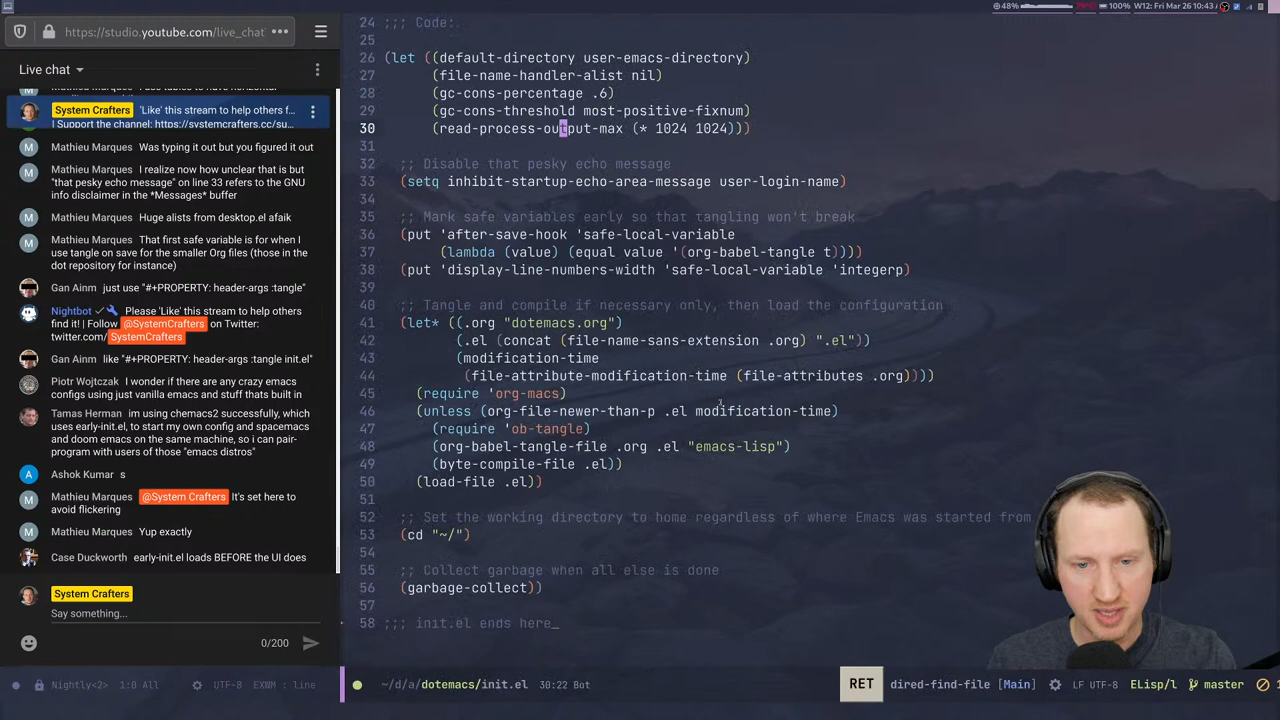 48%
100%
W12: Fri Mar 26 10:43
https://studio.youtube.com/live_chat
Live chat
System Crafters 'Like' this stream to help others f...
| Support the channel: https://systemcrafters.cc/su...
Mathieu Marques Was typing it out but you figured it out
Mathieu Marques I realize now how unclear that is but
"that pesky echo message" on line 33 refers to the GNU
info disclaimer in the *Messages* buffer
Mathieu Marques Huge alists from desktop.el afaik
Mathieu Marques That first safe variable is for when I
use tangle on save for the smaller Org files (those in the
dot repository for instance)
Gan Ainm just use "#+PROPERTY: header-args :tangle"
Nightbot Please 'Like' this stream to help others
find it! | Follow @SystemCrafters on Twitter:
twitter.com/ SystemCrafters
Gan Ainm like "#+PROPERTY: header-args :tangle init.el"
Piotr Wojtczak I wonder if there are any crazy emacs
configurations using just vanilla emacs and stuff thats built in
Tamas Herman im using chemacs2 successfully, which
uses early-init.el, to start my own config and spacemacs
and doom emacs on the same machine, so i can pair-
program with users of those "emacs distros"
A Ashok Kumar s
M Mathieu Marques @System Crafters It's set here to
avoid flickering
M Mathieu Marques Yup exactly
Case Duckworth early-init.el loads BEFORE the UI does
System Crafters
Say something...
0/200
Nightly<2> 1:0 All UTF-8 EXWM : line
24 ;;; Code:
25
26 (let ((default-directory user-emacs-directory)
27 (file-name-handler-alist nil)
28 (gc-cons-percentage .6)
29 (gc-cons-threshold most-positive-fixnum)
30 (read-process-output-max (* 1024 1024)))
31
32 ;; Disable that pesky echo message
33 (setq inhibit-startup-echo-area-message user-login-name)
34
35 ;; Mark safe variables early so that tangling won't break
36 (put 'after-save-hook 'safe-local-variable
37 (lambda (value) (equal value '(org-babel-tangle t))))
38 (put 'display-line-numbers-width 'safe-local-variable 'integerp)
39
40 ;; Tangle and compile if necessary only, then load the configuration
41 (let* ((.org "dotemacs.org")
42 (.el (concat (file-name-sans-extension .org) ".el"))
43 (modification-time
44 (file-attribute-modification-time (file-attributes .org))))
45 (require 'org-macs)
46 (unless (org-file-newer-than-p .el modification-time)
47 (require 'ob-tangle)
48 (org-babel-tangle-file .org .el "emacs-lisp")
49 (byte-compile-file .el))
50 (load-file .el))
51
52 ;; Set the working directory to home regardless of where Emacs was started from
53 (cd "~/")
54
55 ;; Collect garbage when all else is done
56 (garbage-collect))
57
58 ;;; init.el ends here
~/d/a/dotemacs/init.el 30:22 Bot
RET dired-find-file [Main] LF UTF-8 ELisp/l master 1